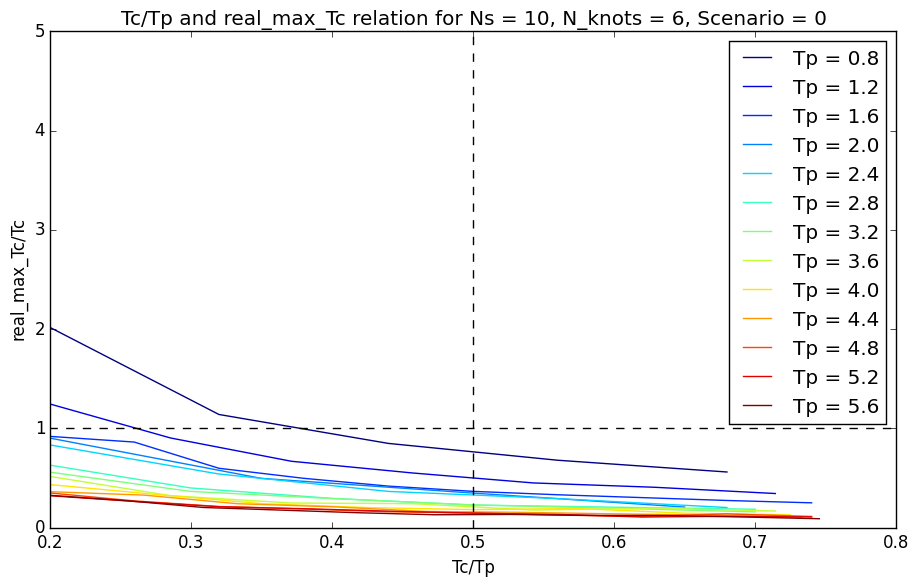 Tc/Tp and real_max_Tc relation for Ns = 10, N_knots = 6, Scenario = 0
5
4
3
2
1
0
real_max_Tc/Tc
Tp = 0.8
Tp = 1.2
Tp = 1.6
Tp = 2.0
Tp = 2.4
Tp = 2.8
Tp = 3.2
Tp = 3.6
Tp = 4.0
Tp = 4.4
Tp = 4.8
Tp = 5.2
Tp = 5.6
0.2 0.3 0.4 0.5 0.6 0.7 0.8
Tc/Tp